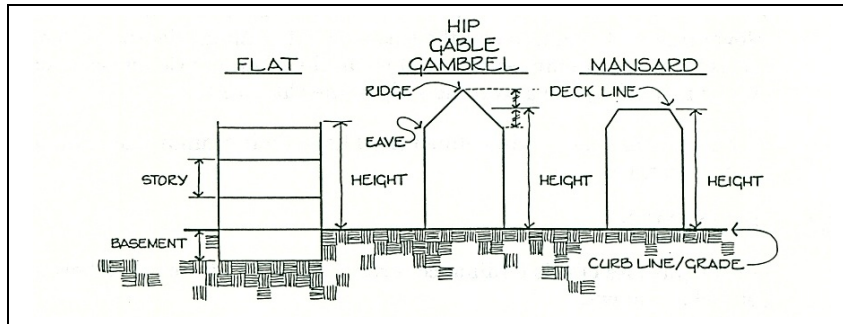 FLAT
HIP
GABLE
GAMBREL
MANSARD
RIDGE
DECK LINE
EAVE
STORY
HEIGHT
HEIGHT
HEIGHT
BASEMENT
CURB LINE/GRADE